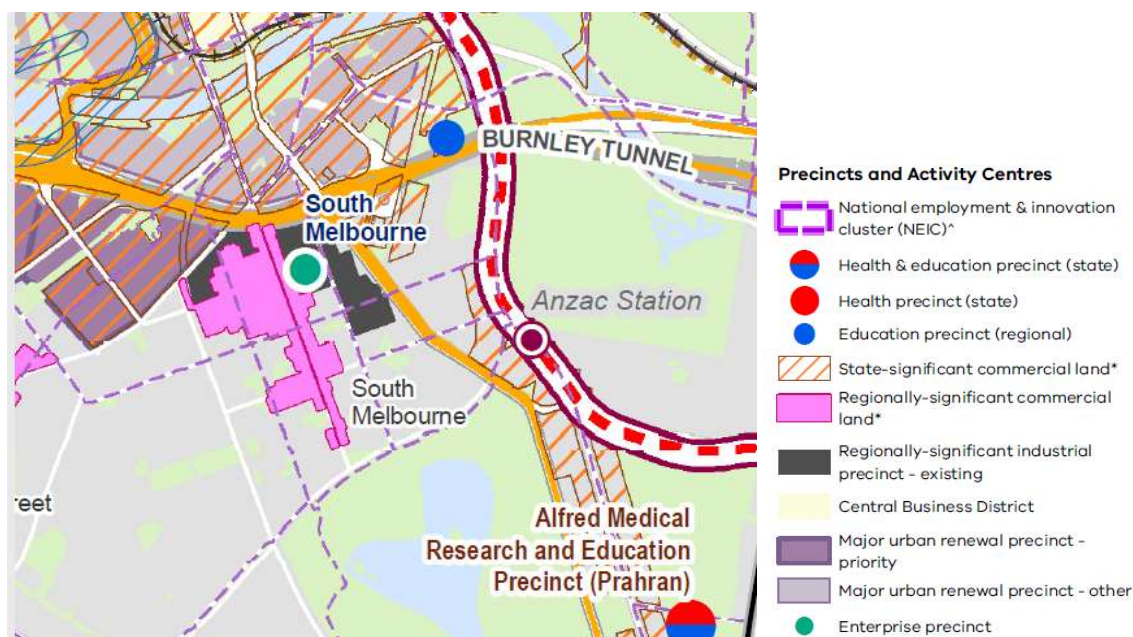 BURNLEY TUNNEL
South
Melbourne
Anzac Station
South
Melbourne
reet
Alfred Medical
Research and Education
Precinct (Prahran)
Precincts and Activity Centres
National employment & innovation
cluster (NEIC)^
Health & education precinct (state)
Health precinct (state)
Education precinct (regional)
State-significant commercial land*
Regionally-significant commercial
land*
Regionally-significant industrial
precinct - existing
Central Business District
Major urban renewal precinct -
priority
Major urban renewal precinct - other
Enterprise precinct